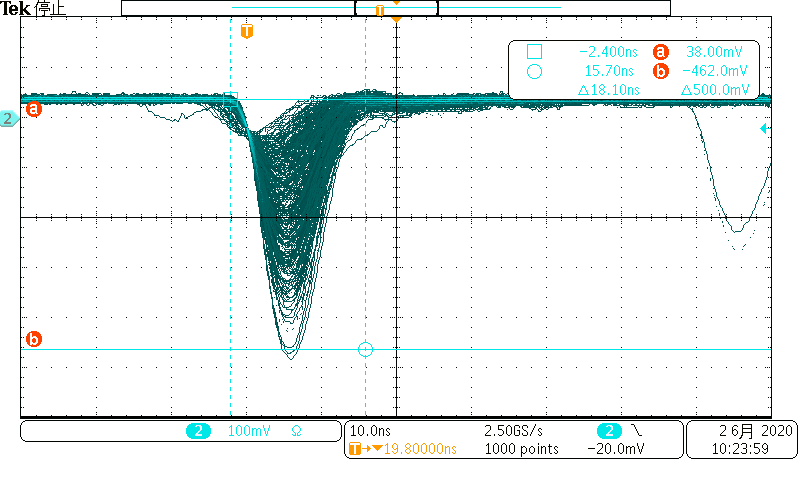 Tek 停止
T
T
−2.400ns a 38.00mV
15.70ns b −462.0mV
Δ18.10ns Δ500.0mV
a
2
b
2 100mV Ω
10.0ns 2.50GS/s 2
T→▼19.80000ns 1000 points −20.0mV
2 6月 2020
10:23:59